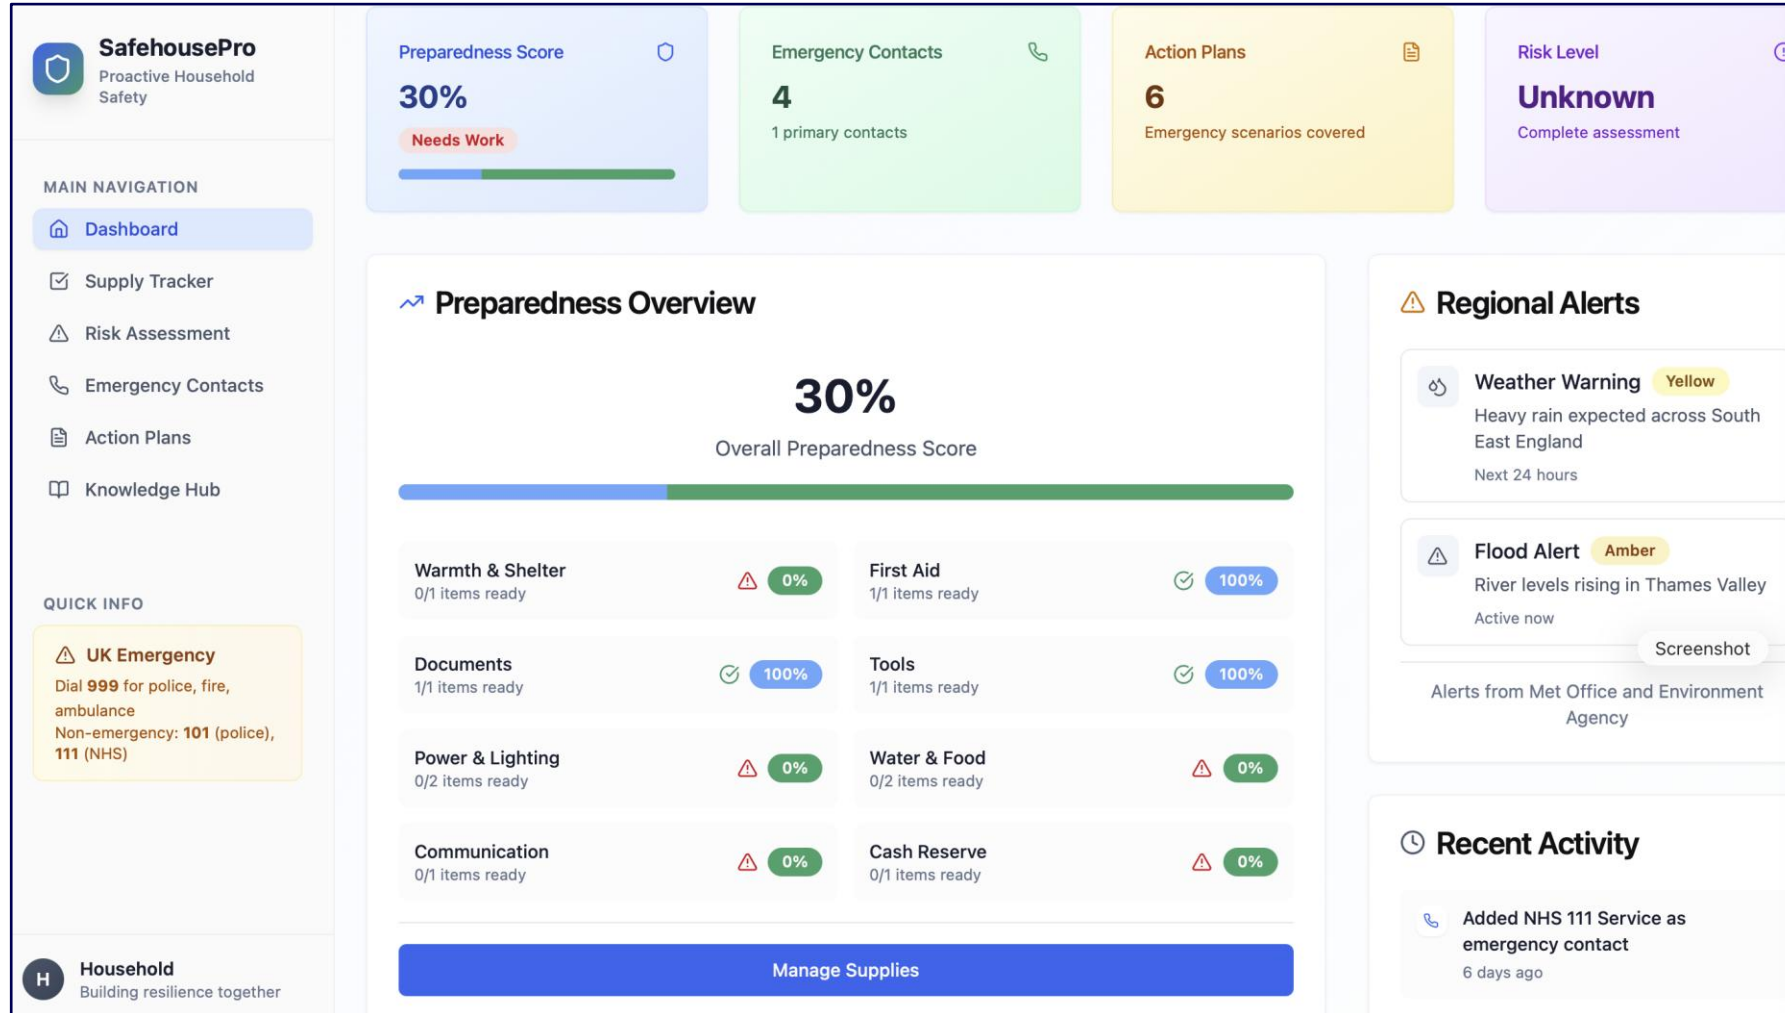 SafehousePro
Proactive Household
Safety
MAIN NAVIGATION
Dashboard
Supply Tracker
Risk Assessment
Emergency Contacts
Action Plans
Knowledge Hub
QUICK INFO
UK Emergency
Dial 999 for police, fire,
ambulance
Non-emergency: 101 (police),
111 (NHS)
H
Household
Building resilience together
Preparedness Score
30%
Needs Work
Emergency Contacts
4
1 primary contacts
Action Plans
6
Emergency scenarios covered
Risk Level
Unknown
Complete assessment
Preparedness Overview
30%
Overall Preparedness Score
Warmth & Shelter
0/1 items ready
0%
First Aid
1/1 items ready
100%
Documents
1/1 items ready
100%
Tools
1/1 items ready
100%
Power & Lighting
0/2 items ready
0%
Water & Food
0/2 items ready
0%
Communication
0/1 items ready
0%
Cash Reserve
0/1 items ready
0%
Manage Supplies
Regional Alerts
Weather Warning Yellow
Heavy rain expected across South
East England
Next 24 hours
Flood Alert Amber
River levels rising in Thames Valley
Active now
Screenshot
Alerts from Met Office and Environment
Agency
Recent Activity
Added NHS 111 Service as
emergency contact
6 days ago